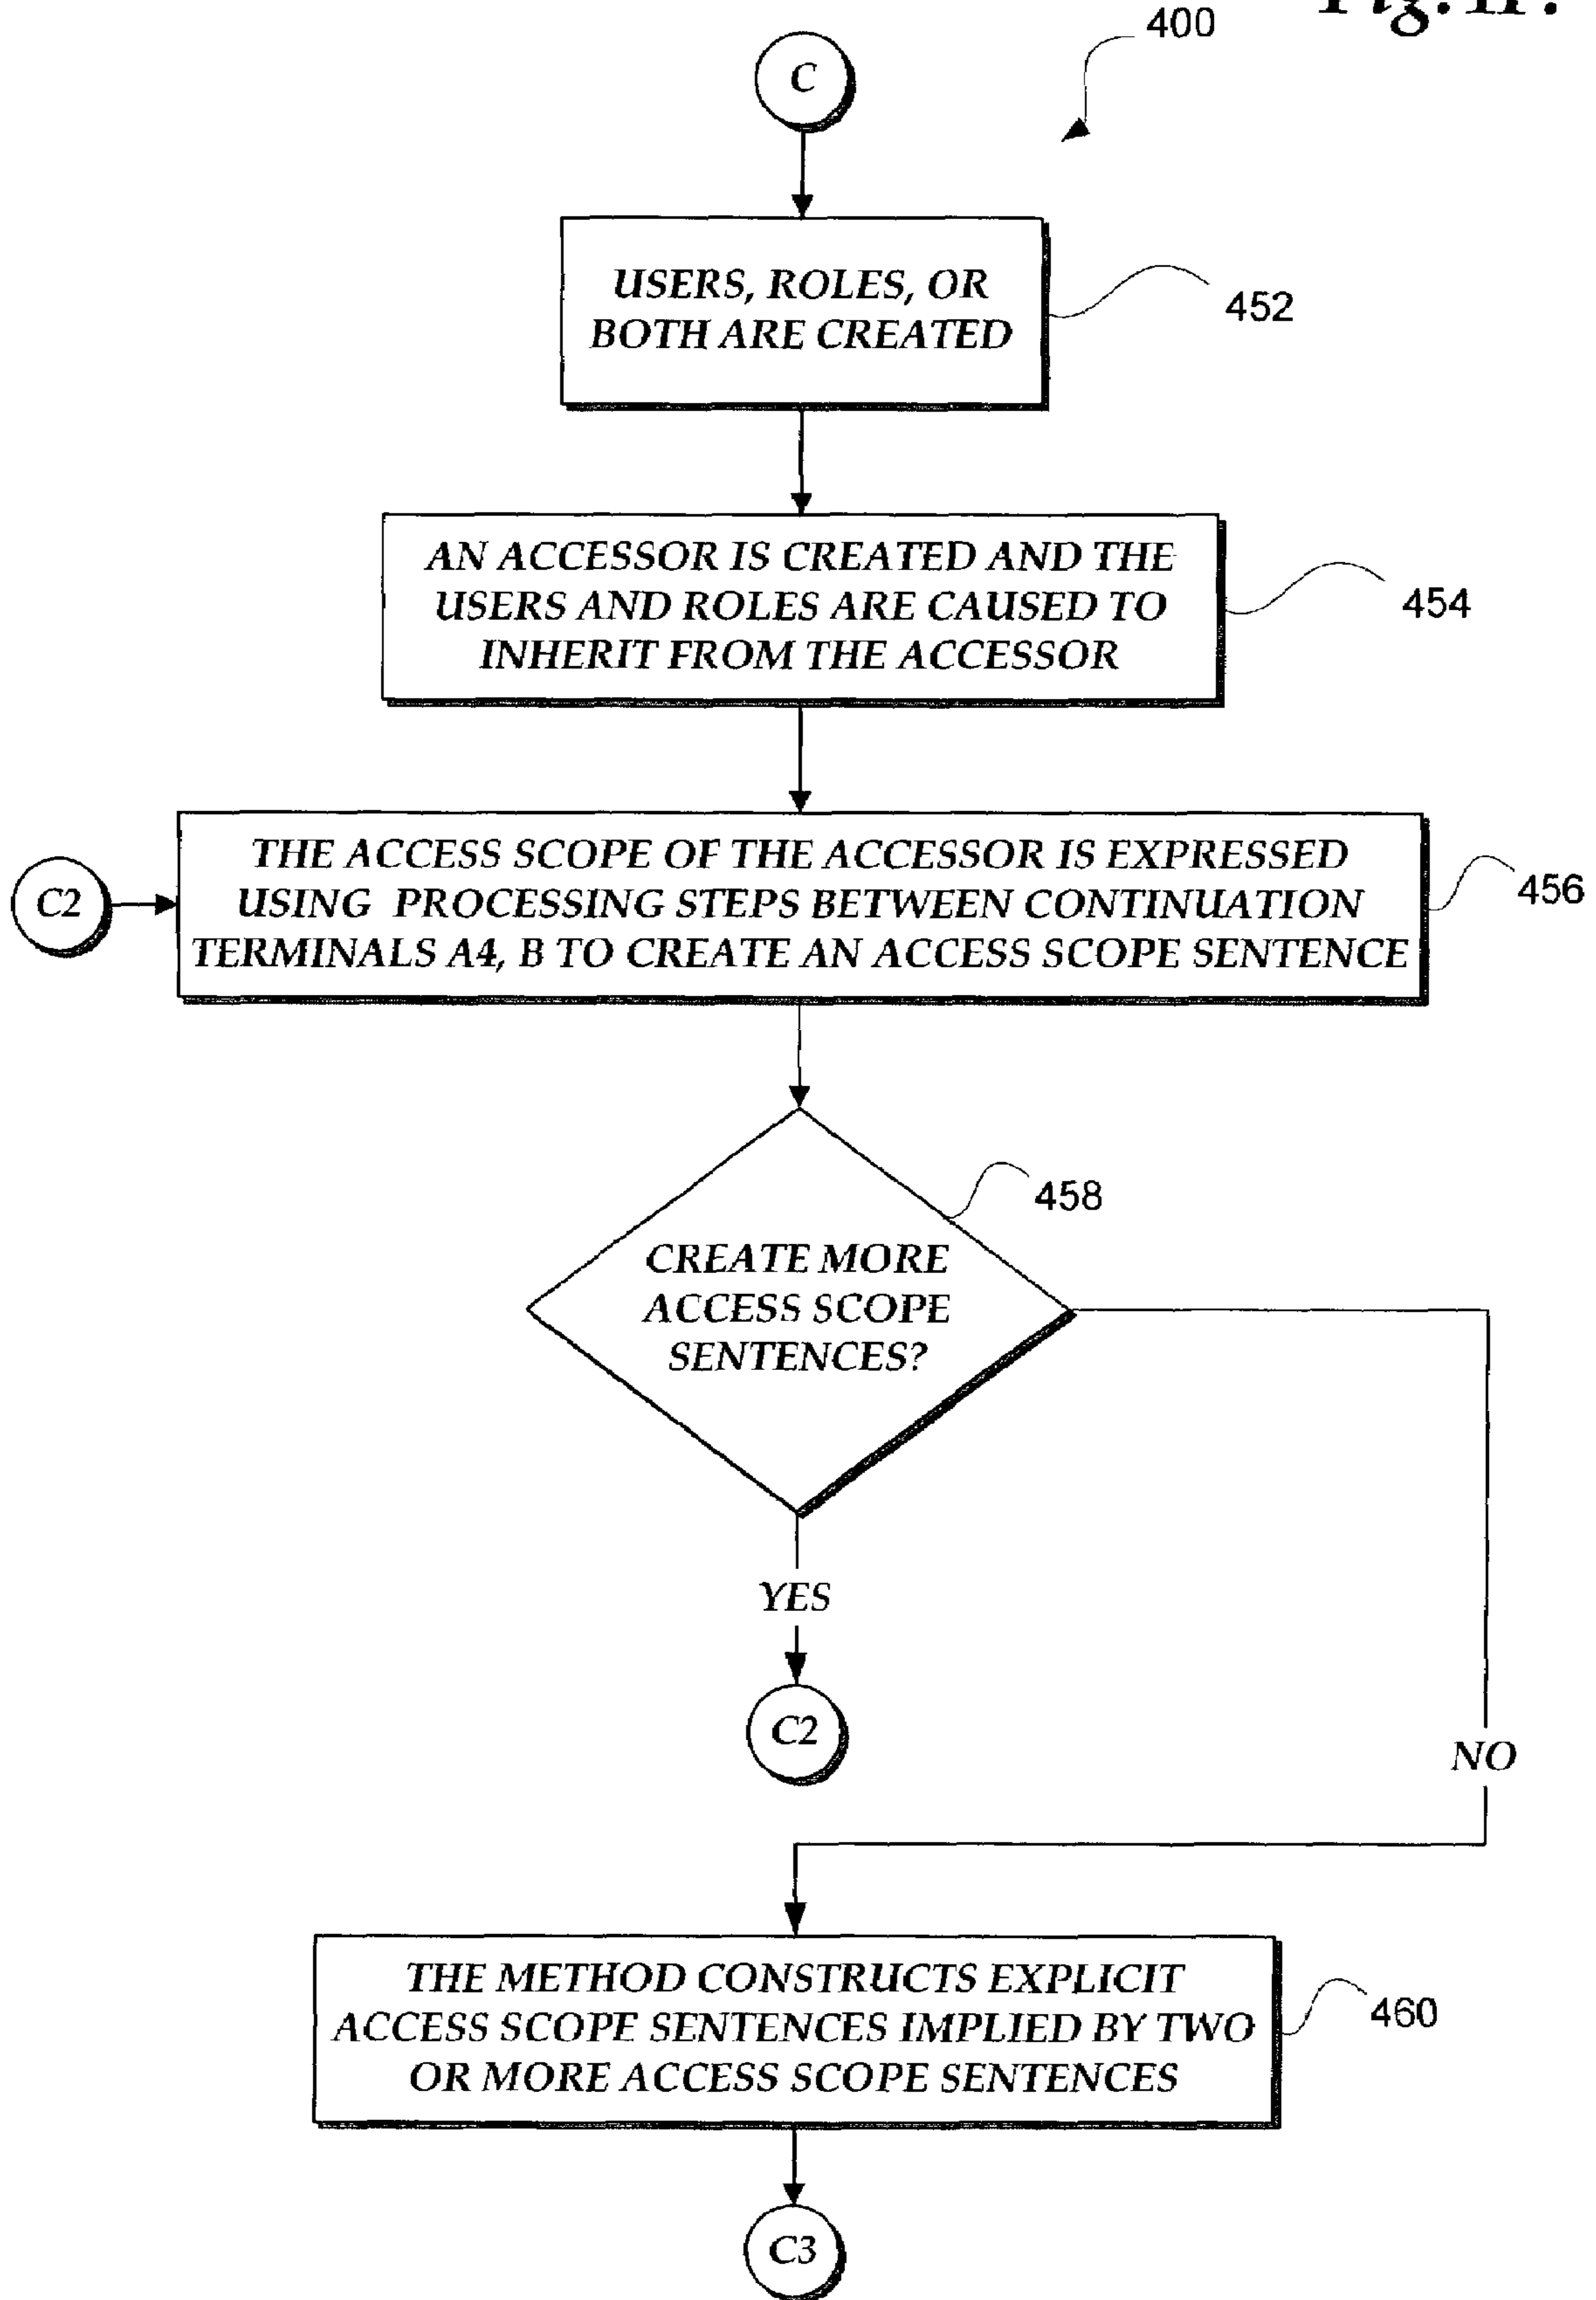 400
C
USERS, ROLES, OR
BOTH ARE CREATED
452
AN ACCESSOR IS CREATED AND THE
USERS AND ROLES ARE CAUSED TO
INHERIT FROM THE ACCESSOR
454
C2
THE ACCESS SCOPE OF THE ACCESSOR IS EXPRESSED
USING PROCESSING STEPS BETWEEN CONTINUATION
TERMINALS A4, B TO CREATE AN ACCESS SCOPE SENTENCE
456
458
CREATE MORE
ACCESS SCOPE
SENTENCES?
YES
C2
NO
THE METHOD CONSTRUCTS EXPLICIT
ACCESS SCOPE SENTENCES IMPLIED BY TWO
OR MORE ACCESS SCOPE SENTENCES
460
C3